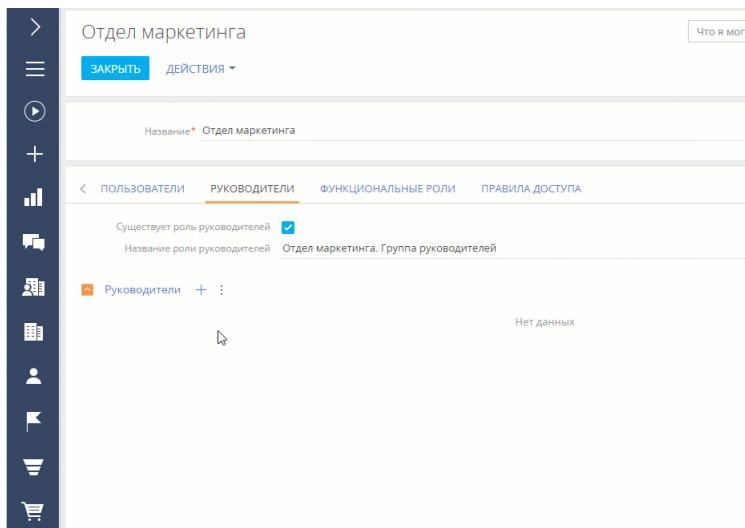 Отдел маркетинга
Что я мог
ЗАКРЫТЬ ДЕЙСТВИЯ
Название* Отдел маркетинга
ПОЛЬЗОВАТЕЛИ РУКОВОДИТЕЛИ ФУНКЦИОНАЛЬНЫЕ РОЛИ ПРАВИЛА ДОСТУПА
Существует роль руководителей
Название роли руководителей Отдел маркетинга. Группа руководителей
Руководители
Нет данных